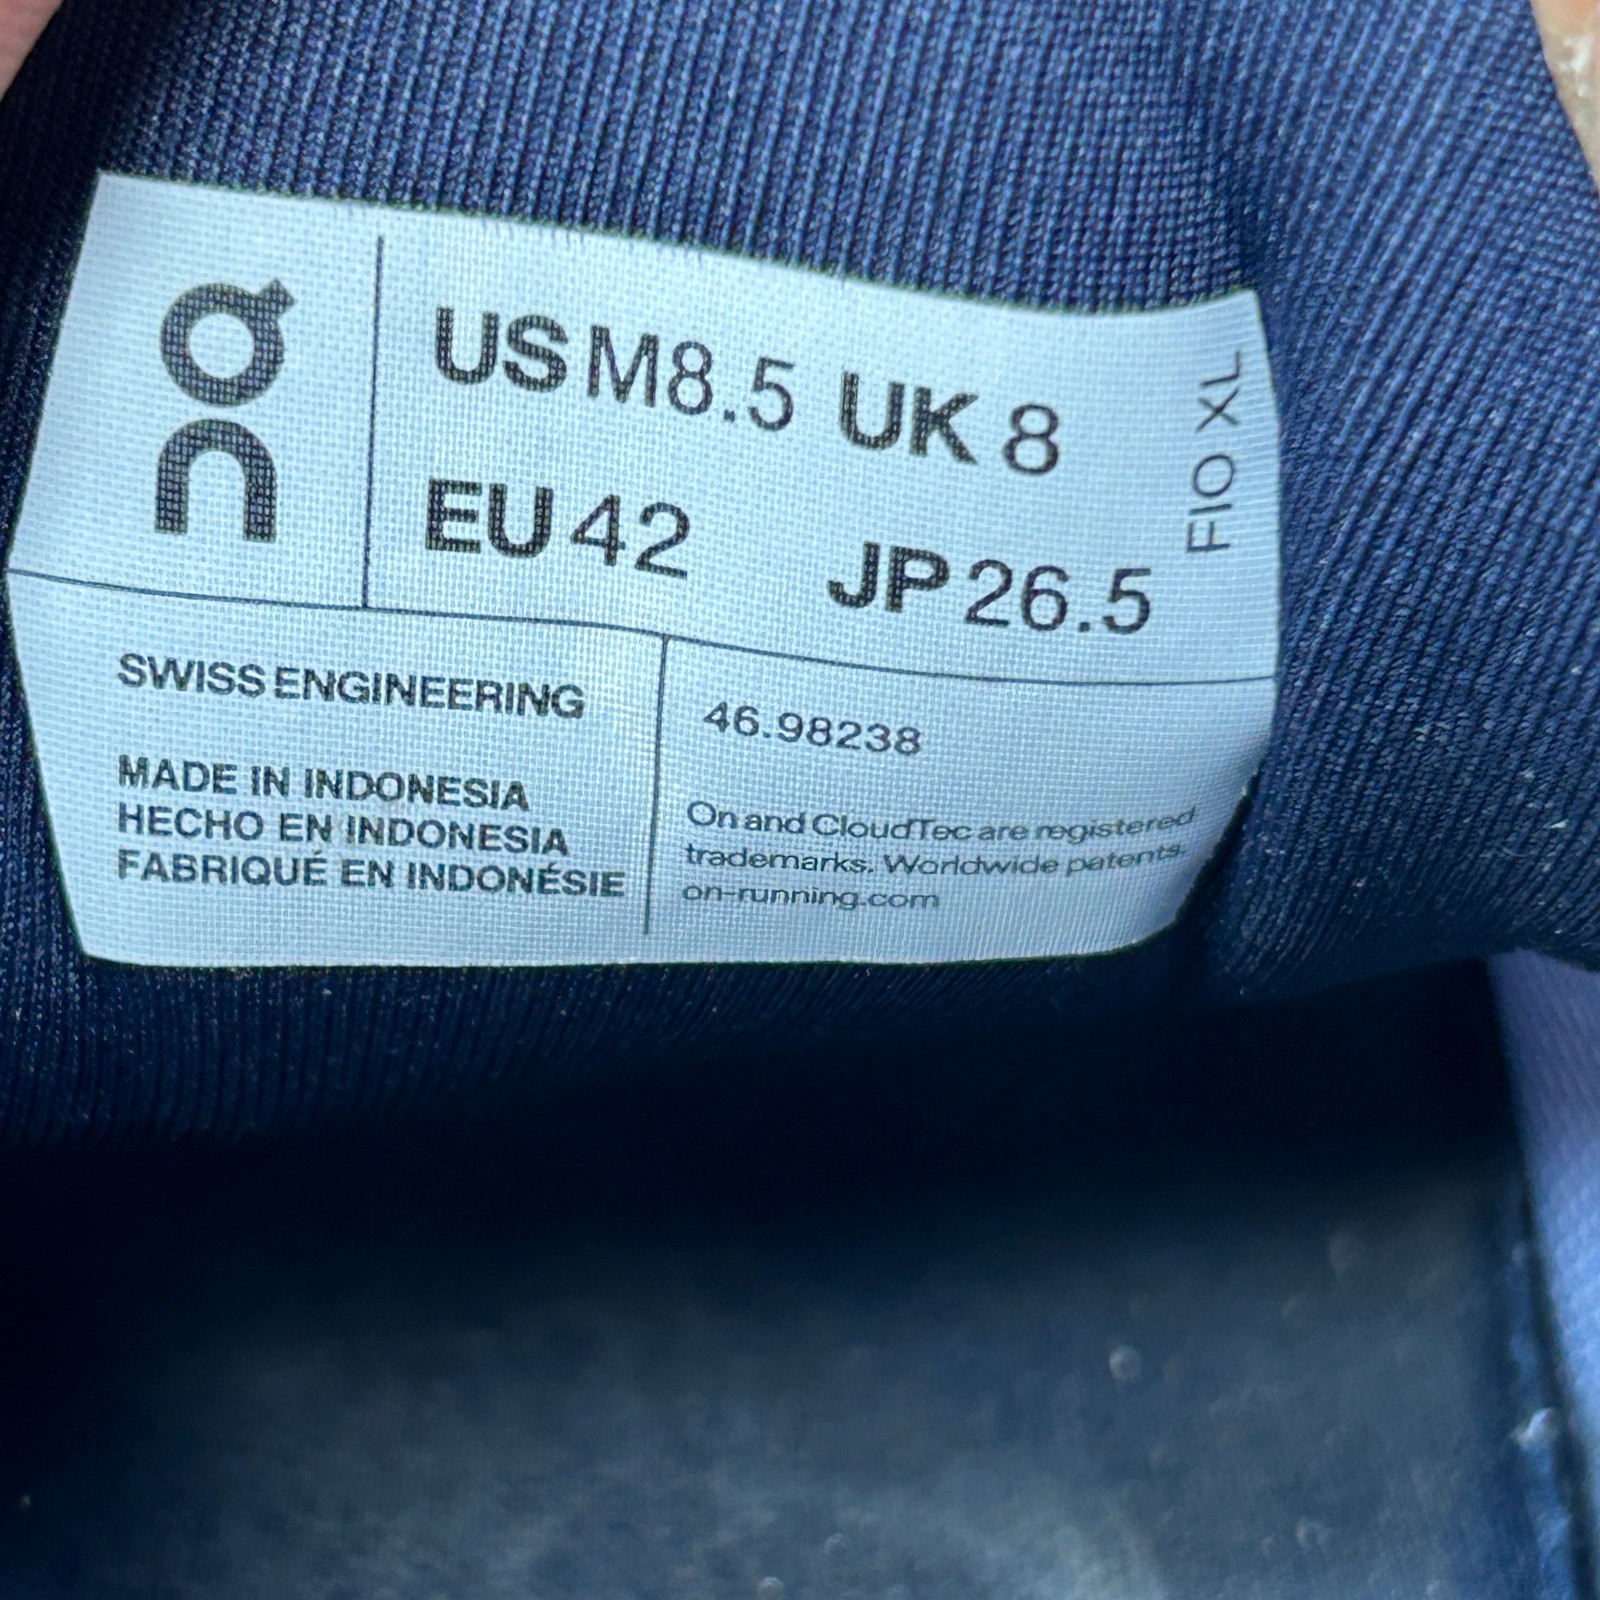 On
US M8.5 UK 8
EU 42 JP 26.5
FIO XL
SWISS ENGINEERING
MADE IN INDONESIA
HECHO EN INDONESIA
FABRIQUÉ EN INDONÉSIE
46.98238
On and CloudTec are registered
trademarks. Worldwide patents.
on-running.com